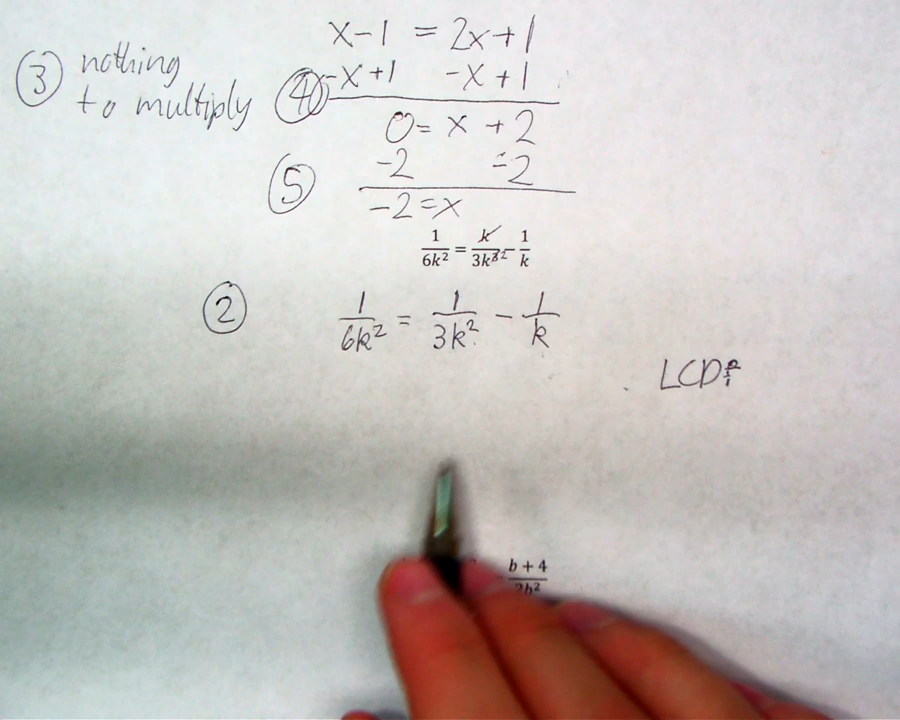 x-1 = 2x+1
③ nothing
to multiply
④ -x+1 -x+1
0= x +2
⑤ -2 -2
-2=x
1/6k² = k/3k³² - 1/k
② 1/6k² = 1/3k² - 1/k
LCD:
b + 4